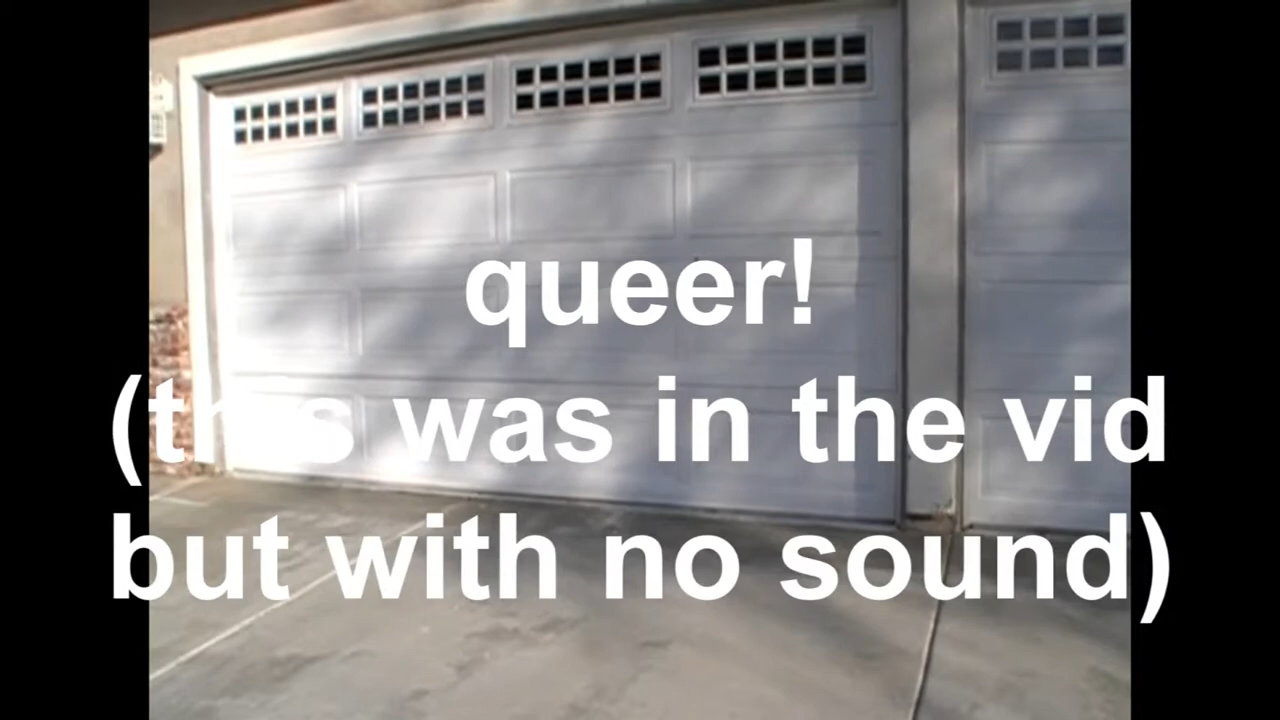 queer!
(this was in the vid
but with no sound)